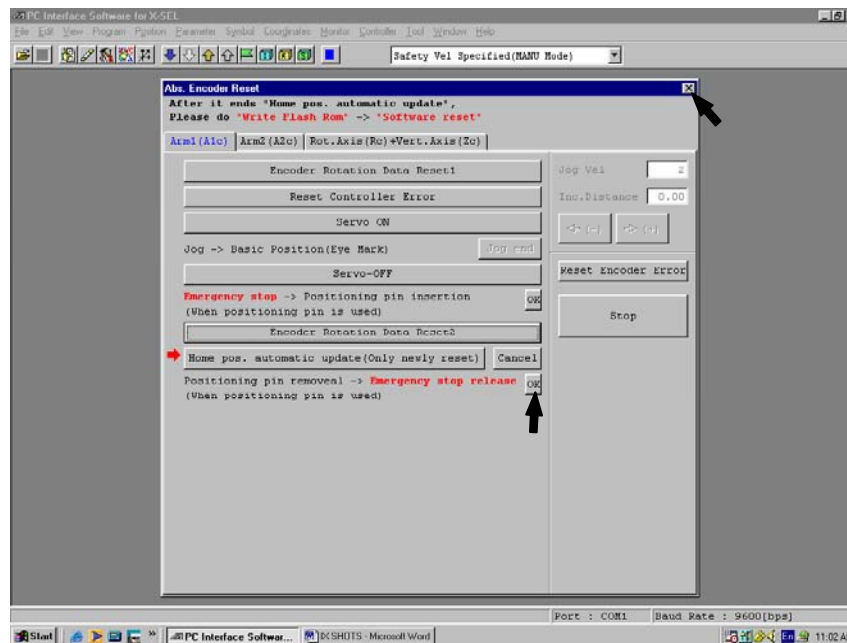 PC Interface Software for X-SEL
File Edit View Program Position Parameter Symbol Coordinates Monitor Controller Tool Window Help
Safety Vel Specified(MANU Mode)
Abs. Encoder Reset
After it ends "Home pos. automatic update",
Please do "Write Flash Rom" -> "Software reset"
Arm1(A1c) Arm2(A2c) Rot.Axis(Rc)+Vert.Axis(Zc)
Encoder Rotation Data Reset1
Reset Controller Error
Servo ON
Jog -> Basic Position(Eye Mark) Jog end
Servo-OFF
Emergency stop -> Positioning pin insertion
(When positioning pin is used)
OK
Encoder Rotation Data Reset2
Home pos. automatic update(Only newly reset) Cancel
Positioning pin removeal -> Emergency stop release
(When positioning pin is used)
OK
Jog Vel 2
Inc.Distance 0.00
(-) (+)
Reset Encoder Error
Stop
Port : COM1 Baud Rate : 9600[bps]
Start PC Interface Softwar... SHOTS - Microsoft Word En 11:02 A